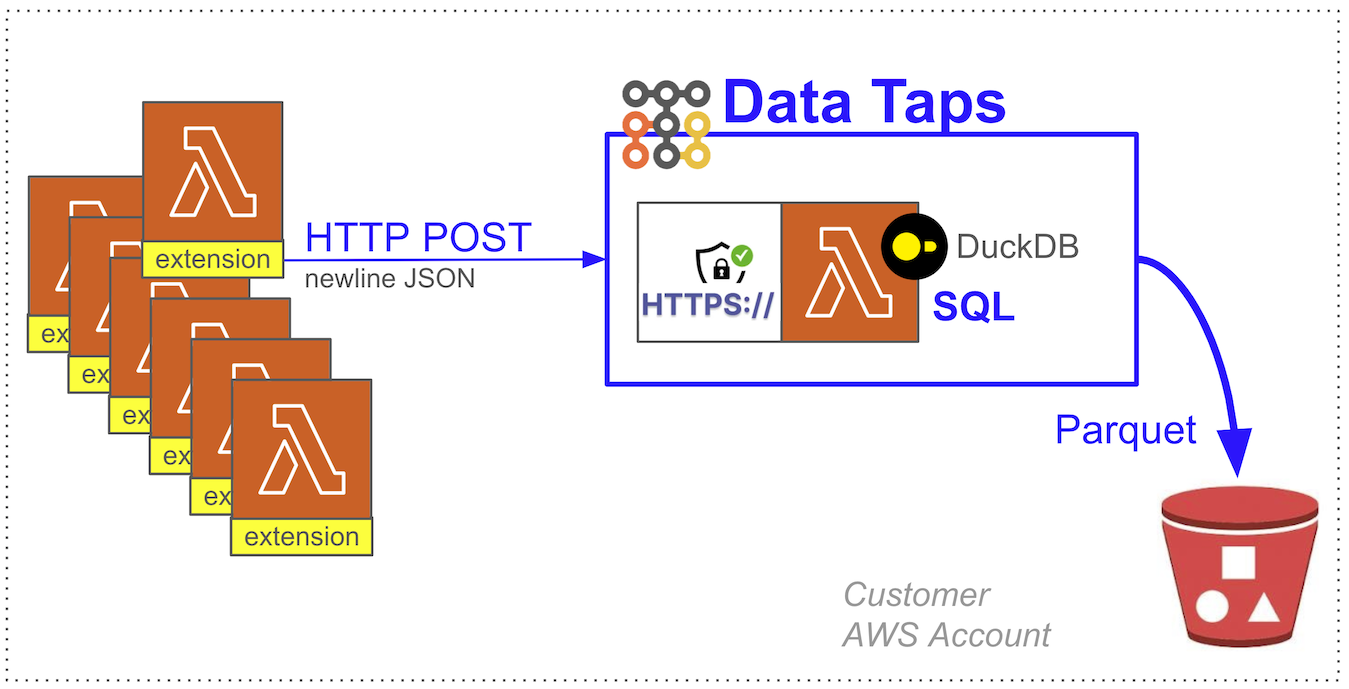 Data Taps
HTTP POST
newline JSON
extension
ex
ex
ex
ex
ex
extension
HTTPS://
DuckDB
SQL
Parquet
Customer
AWS Account